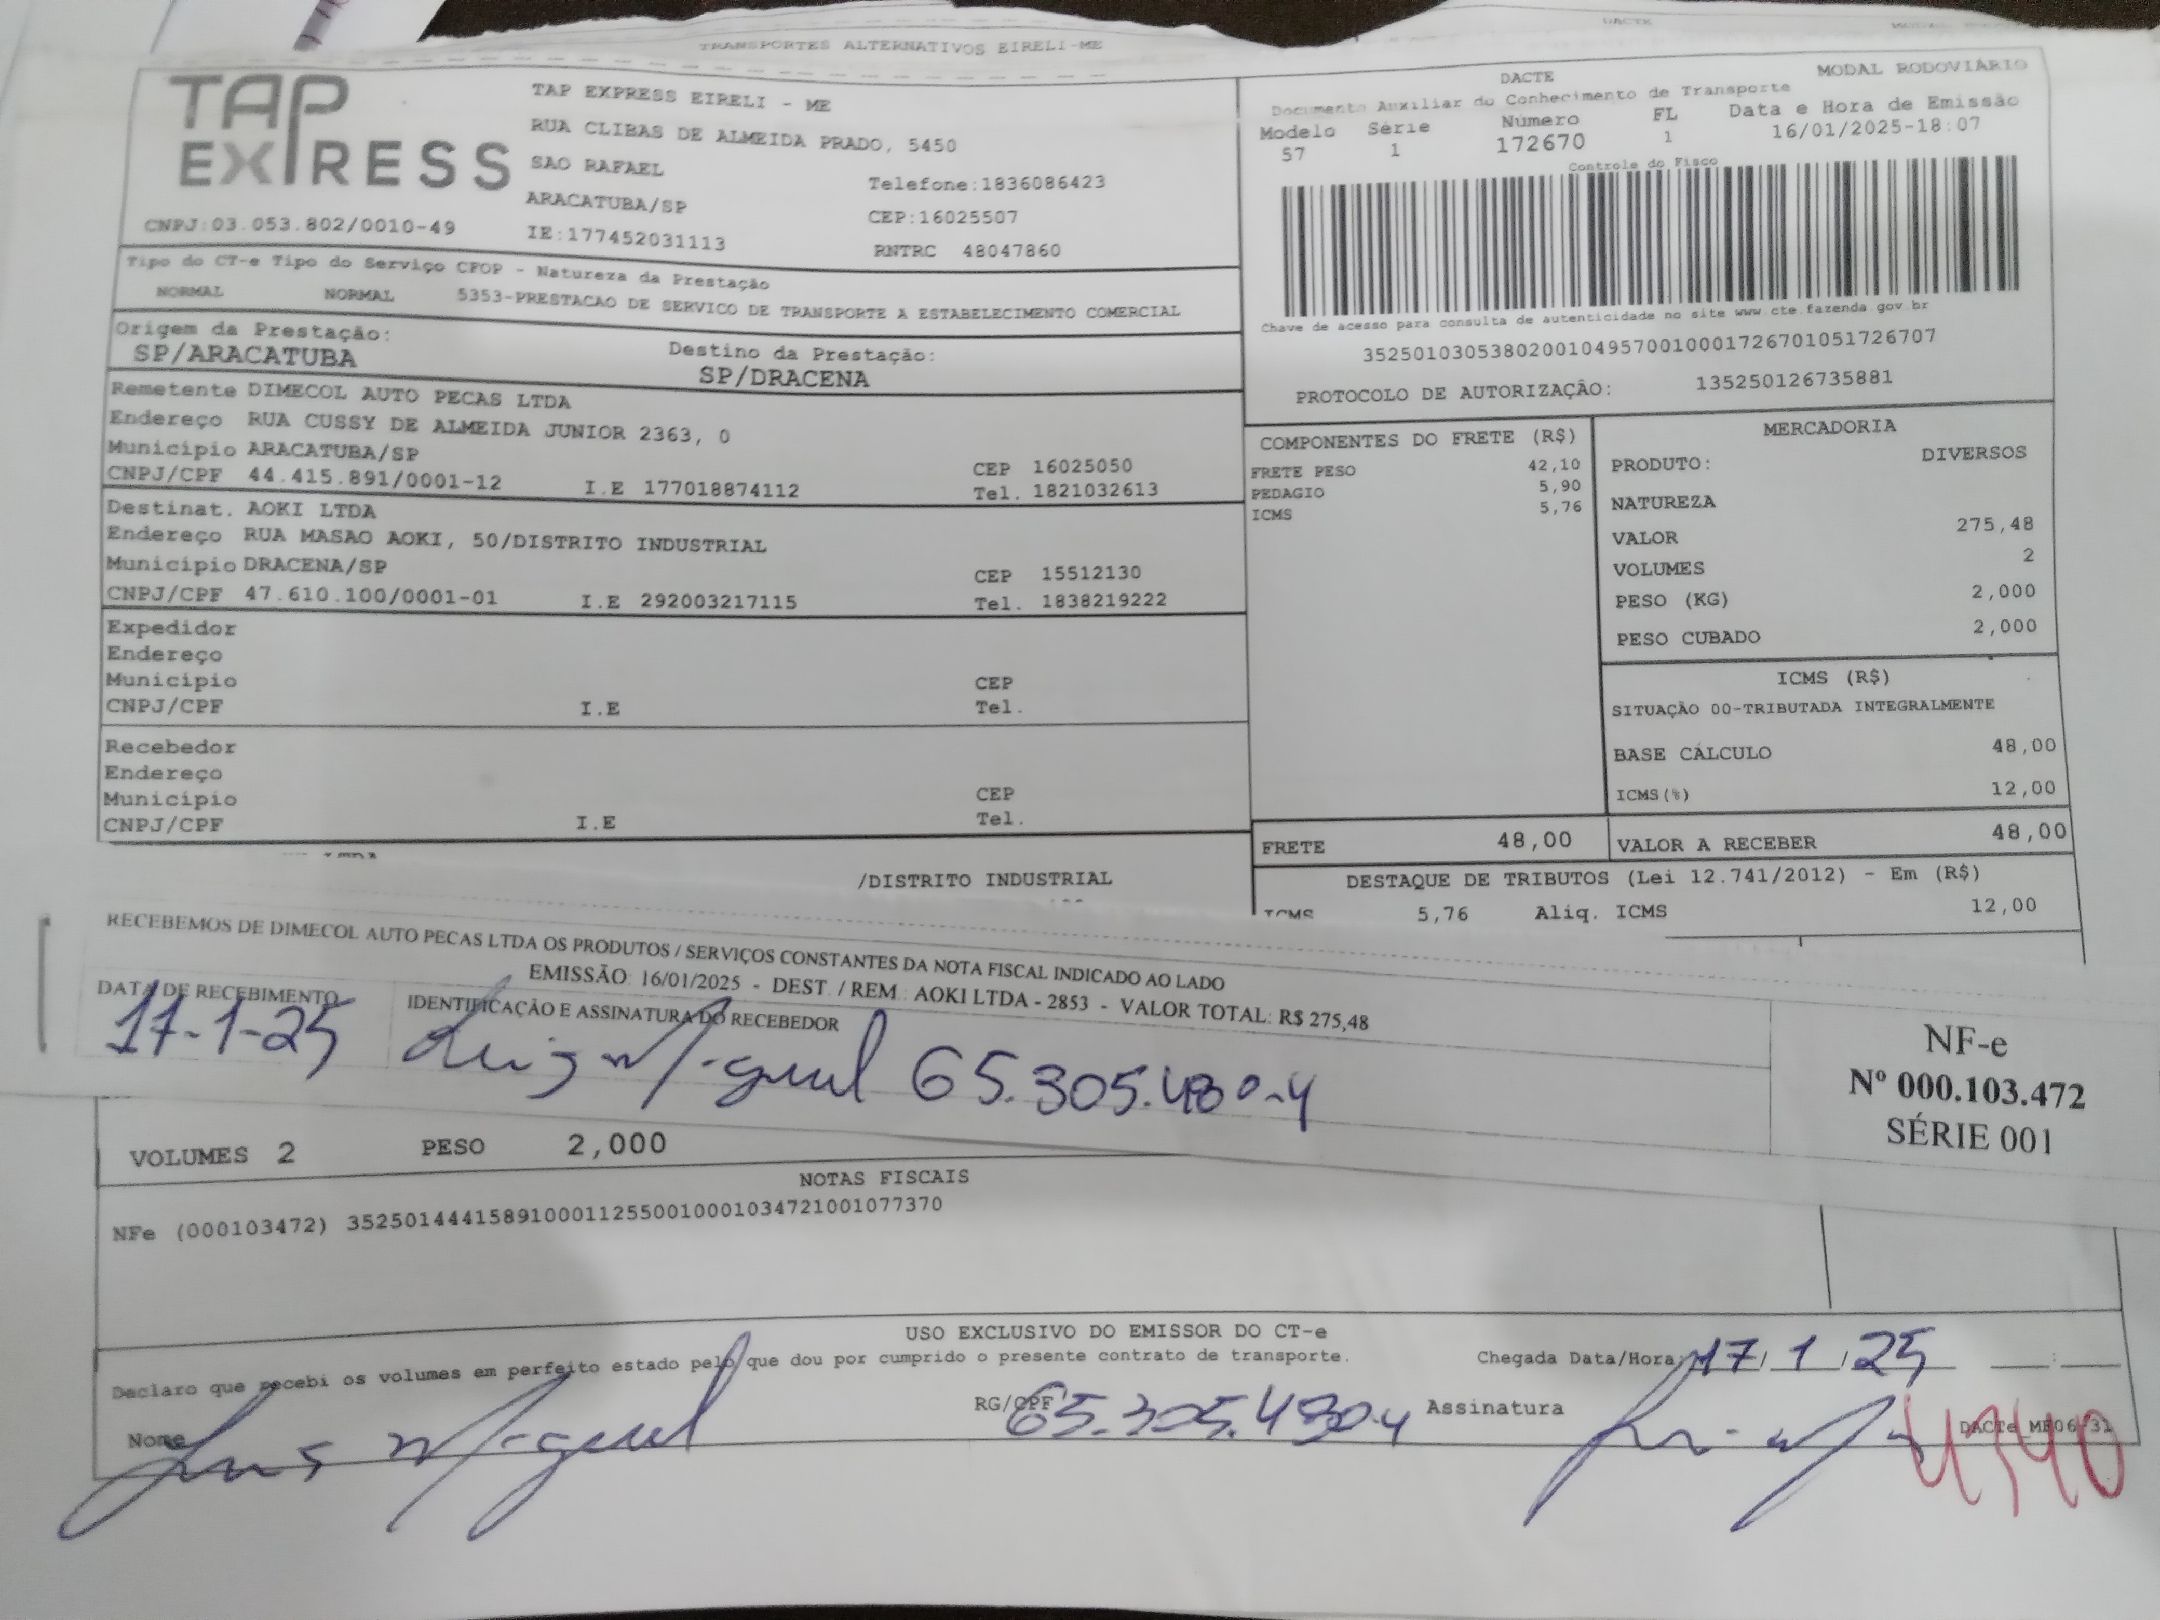 TRANSPORTES ALTERNATIVOS EIRELI-ME
DACTE
TAP EXPRESS
CNPJ:03.053.802/0010-49
TAP EXPRESS EIRELI - ME
RUA CLIBAS DE ALMEIDA PRADO, 5450
SAO RAFAEL
ARACATUBA/SP
IE:177452031113
Telefone:1836086423
CEP:16025507
RNTRC 48047860
DACTE MODAL RODOVIÁRIO
Documento Auxiliar do Conhecimento de Transporte
Modelo Série Número FL Data e Hora de Emissão
57 1 172670 1 16/01/2025-18:07
Controle do Fisco
Chave de acesso para consulta de autenticidade no site www.cte.fazenda.gov.br
35250103053802001049570010001726701051726707
PROTOCOLO DE AUTORIZAÇÃO: 135250126735881
Tipo do CT-e Tipo do Serviço CFOP - Natureza da Prestação
NORMAL NORMAL 5353-PRESTACAO DE SERVICO DE TRANSPORTE A ESTABELECIMENTO COMERCIAL
Origem da Prestação: Destino da Prestação:
SP/ARACATUBA SP/DRACENA
Remetente DIMECOL AUTO PECAS LTDA
Endereço RUA CUSSY DE ALMEIDA JUNIOR 2363, 0
Município ARACATUBA/SP CEP 16025050
CNPJ/CPF 44.415.891/0001-12 I.E 177018874112 Tel. 1821032613
Destinat. AOKI LTDA
Endereço RUA MASAO AOKI, 50/DISTRITO INDUSTRIAL
Município DRACENA/SP CEP 15512130
CNPJ/CPF 47.610.100/0001-01 I.E 292003217115 Tel. 1838219222
Expedidor
Endereço
Município CEP
CNPJ/CPF I.E Tel.
Recebedor
Endereço
Município CEP
CNPJ/CPF I.E Tel.
/DISTRITO INDUSTRIAL
COMPONENTES DO FRETE (R$)
FRETE PESO 42,10
PEDAGIO 5,90
ICMS 5,76
MERCADORIA
PRODUTO: DIVERSOS
NATUREZA
VALOR 275,48
VOLUMES 2
PESO (KG) 2,000
PESO CUBADO 2,000
ICMS (R$)
SITUAÇÃO 00-TRIBUTADA INTEGRALMENTE
BASE CÁLCULO 48,00
ICMS(%) 12,00
FRETE 48,00 VALOR A RECEBER 48,00
DESTAQUE DE TRIBUTOS (Lei 12.741/2012) - Em (R$)
ICMS 5,76 Aliq. ICMS 12,00
RECEBEMOS DE DIMECOL AUTO PECAS LTDA OS PRODUTOS / SERVIÇOS CONSTANTES DA NOTA FISCAL INDICADO AO LADO
EMISSÃO: 16/01/2025 - DEST. / REM.: AOKI LTDA - 2853 - VALOR TOTAL: R$ 275,48
DATA DE RECEBIMENTO IDENTIFICAÇÃO E ASSINATURA DO RECEBEDOR
17-1-25 Luis Miguel 65.305.480-4
NF-e
Nº 000.103.472
SÉRIE 001
VOLUMES 2 PESO 2,000
NOTAS FISCAIS
NFe (000103472) 35250144415891000112550010001034721001077370
USO EXCLUSIVO DO EMISSOR DO CT-e
Declaro que recebi os volumes em perfeito estado pelo que dou por cumprido o presente contrato de transporte.
Chegada Data/Hora 17/1/25 __:__
Nome Luis Miguel RG/CPF 65.305.480-4 Assinatura